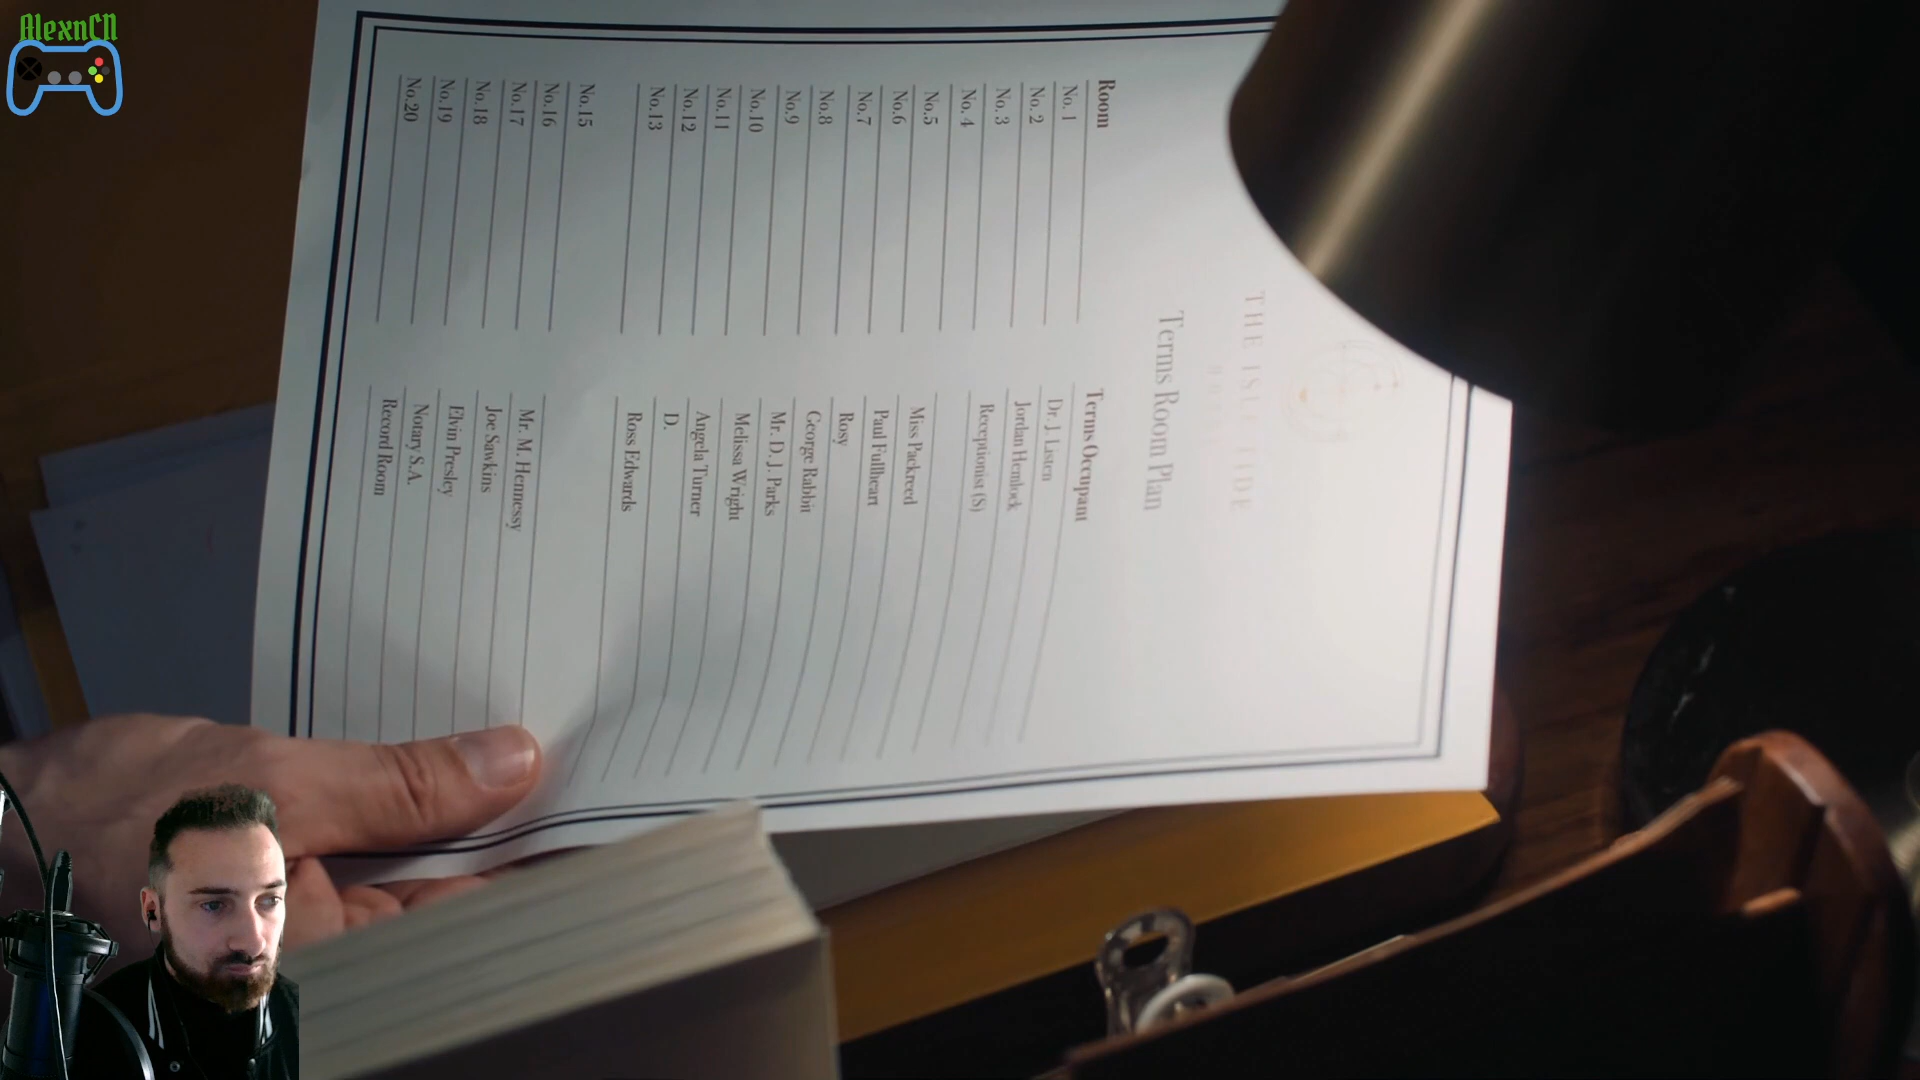 AlexnCN
THE ISLE TIDE
Terms Room Plan
Room Terms Occupant
No. 1 Dr. J. Listen
No. 2 Jordan Hemlock
No. 3 Receptionist (S)
No. 4
No.5 Miss Packreed
No.6 Paul Fullheart
No.7 Rosy
No.8 George Rabbit
No.9 Mr. D. J. Parks
No.10 Melissa Wright
No.11 Angela Turner
No.12 D.
No.13 Ross Edwards
No.15
No.16 Mr. M. Hennessy
No.17 Joe Sawkins
No.18 Elvin Presley
No.19 Notary S.A.
No.20 Record Room